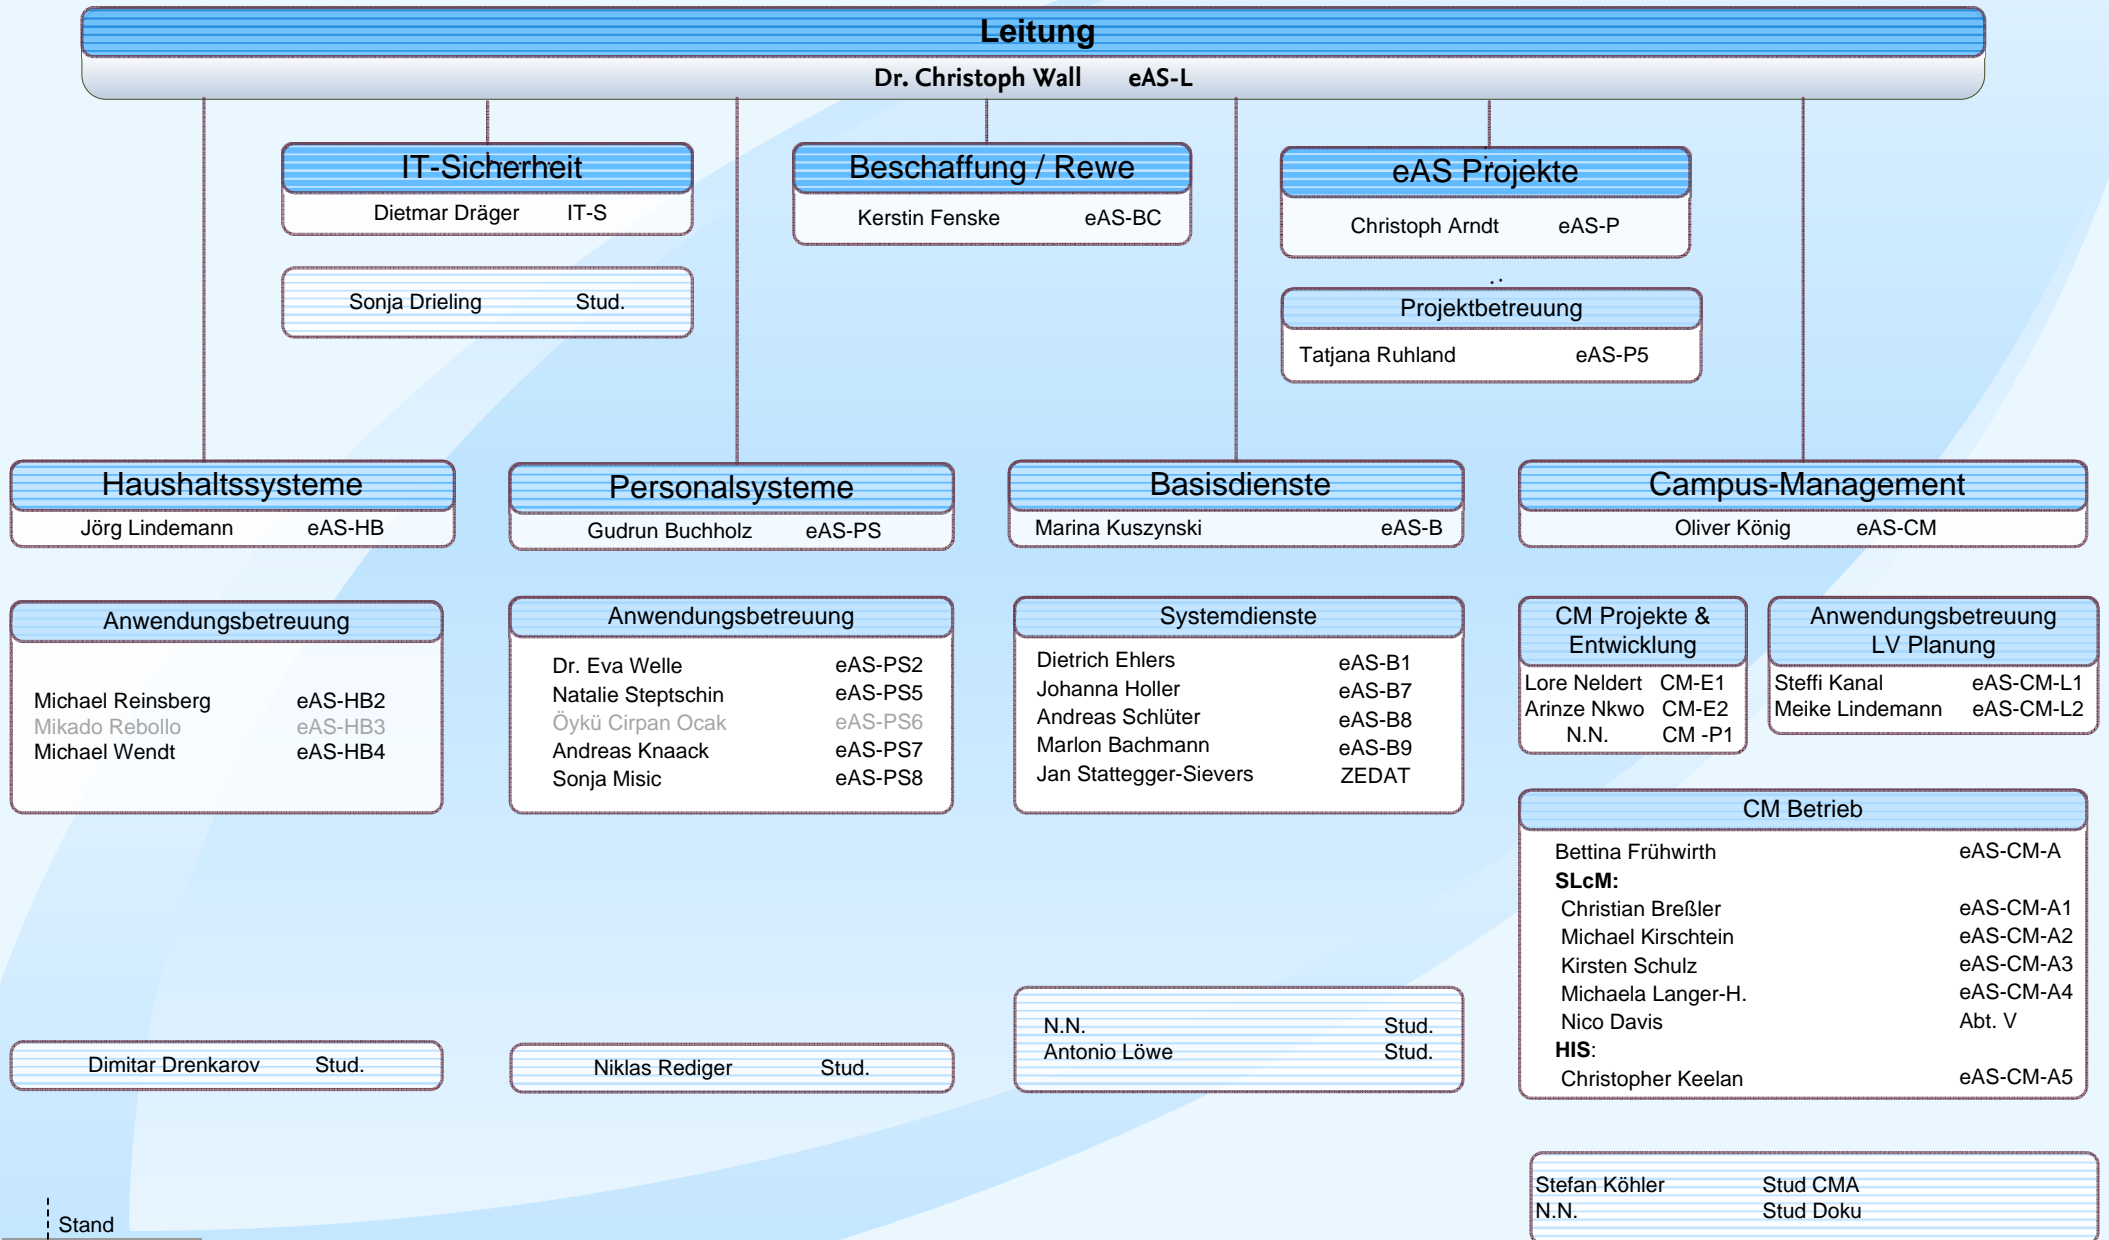 Leitung
Dr. Christoph Wall eAS-L
IT-Sicherheit
Dietmar Dräger IT-S
Sonja Drieling Stud.
Beschaffung / Rewe
Kerstin Fenske eAS-BC
eAS Projekte
Christoph Arndt eAS-P
Projektbetreuung
Tatjana Ruhland eAS-P5
Haushaltssysteme
Jörg Lindemann eAS-HB
Anwendungsbetreuung
Michael Reinsberg eAS-HB2
Mikado Rebollo eAS-HB3
Michael Wendt eAS-HB4
Dimitar Drenkarov Stud.
Personalsysteme
Gudrun Buchholz eAS-PS
Anwendungsbetreuung
Dr. Eva Welle eAS-PS2
Natalie Steptschin eAS-PS5
Öykü Cirpan Ocak eAS-PS6
Andreas Knaack eAS-PS7
Sonja Misic eAS-PS8
Niklas Rediger Stud.
Basisdienste
Marina Kuszynski eAS-B
Systemdienste
Dietrich Ehlers eAS-B1
Johanna Holler eAS-B7
Andreas Schlüter eAS-B8
Marlon Bachmann eAS-B9
Jan Stattegger-Sievers ZEDAT
N.N. Stud.
Antonio Löwe Stud.
Campus-Management
Oliver König eAS-CM
CM Projekte &
Entwicklung
Lore Neldert CM-E1
Arinze Nkwo CM-E2
N.N. CM -P1
Anwendungsbetreuung
LV Planung
Steffi Kanal eAS-CM-L1
Meike Lindemann eAS-CM-L2
CM Betrieb
Bettina Frühwirth eAS-CM-A
SLcM:
Christian Breßler eAS-CM-A1
Michael Kirschtein eAS-CM-A2
Kirsten Schulz eAS-CM-A3
Michaela Langer-H. eAS-CM-A4
Nico Davis Abt. V
HIS:
Christopher Keelan eAS-CM-A5
Stefan Köhler Stud CMA
N.N. Stud Doku
Stand